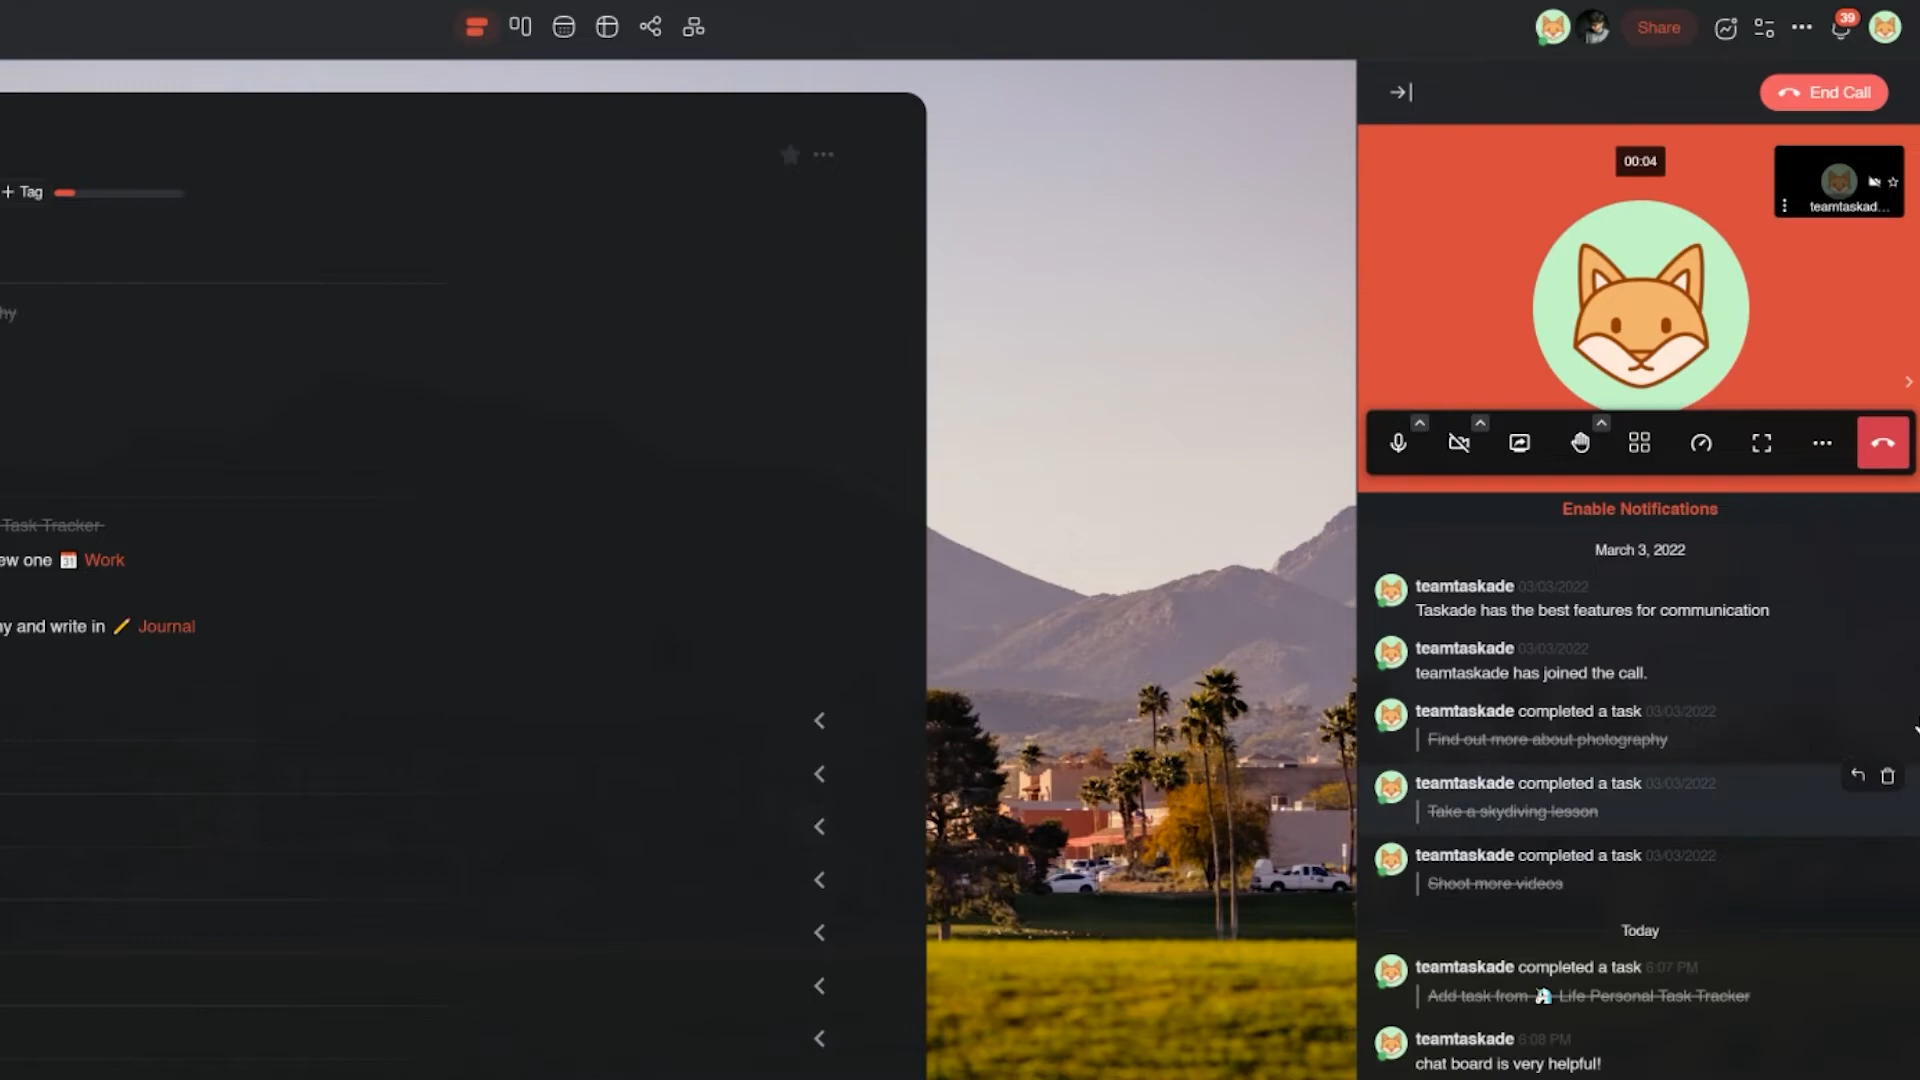 Share
39
End Call
00:04
teamtaskad...
+ Tag
hy
Task Tracker
ew one 31 Work
ny and write in Journal
Enable Notifications
March 3, 2022
teamtaskade 03/03/2022
Taskade has the best features for communication
teamtaskade 03/03/2022
teamtaskade has joined the call.
teamtaskade completed a task 03/03/2022
Find out more about photography
teamtaskade completed a task 03/03/2022
Take a skydiving lesson
teamtaskade completed a task 03/03/2022
Shoot more videos
Today
teamtaskade completed a task 6:07 PM
Add task from Life Personal Task Tracker
teamtaskade 6:08 PM
chat board is very helpful!